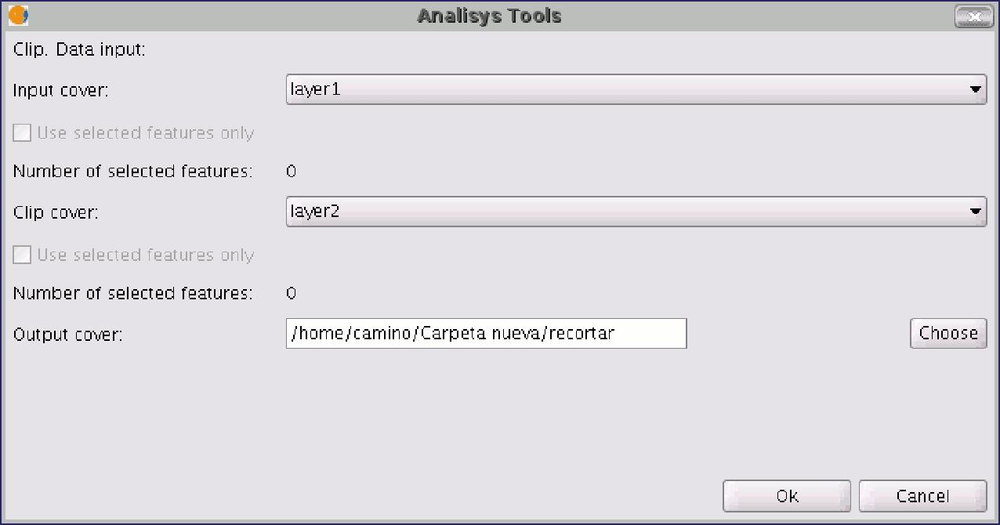 Analisys Tools
Clip. Data input:
Input cover: layer1
Use selected features only
Number of selected features: 0
Clip cover: layer2
Use selected features only
Number of selected features: 0
Output cover: /home/camino/Carpeta nueva/recortar Choose
Ok Cancel